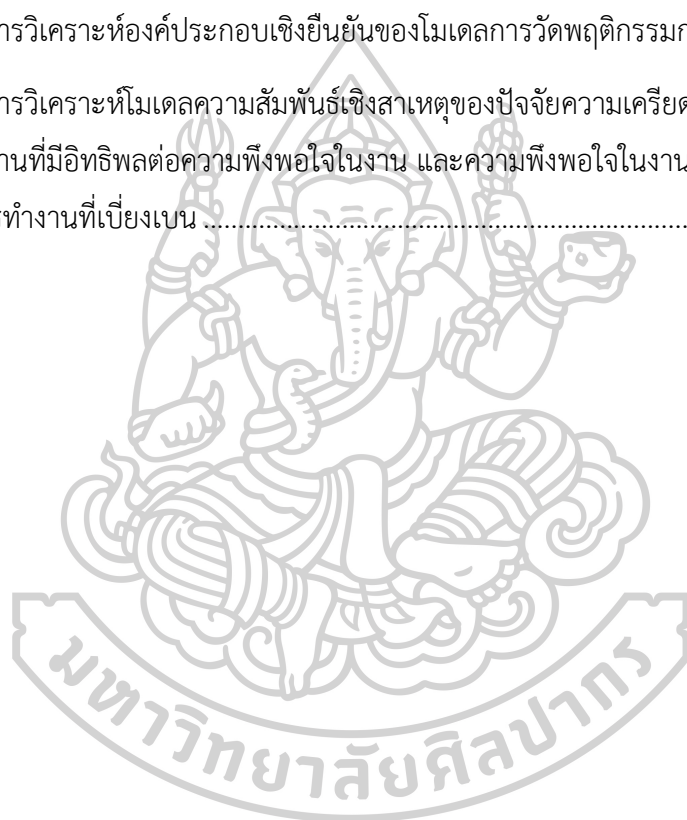 ารวิเคราะห์องค์ประกอบเชิงยืนยันของโมเดลการวัดพฤติกรรมก
ารวิเคราะห์โมเดลความสัมพันธ์เชิงสาเหตุของปัจจัยความเครียด
านที่มีอิทธิพลต่อความพึงพอใจในงาน และความพึงพอใจในงาน
รทำงานที่เบี่ยงเบน ........................................................................
มหาวิทยาลัยศิลปากร